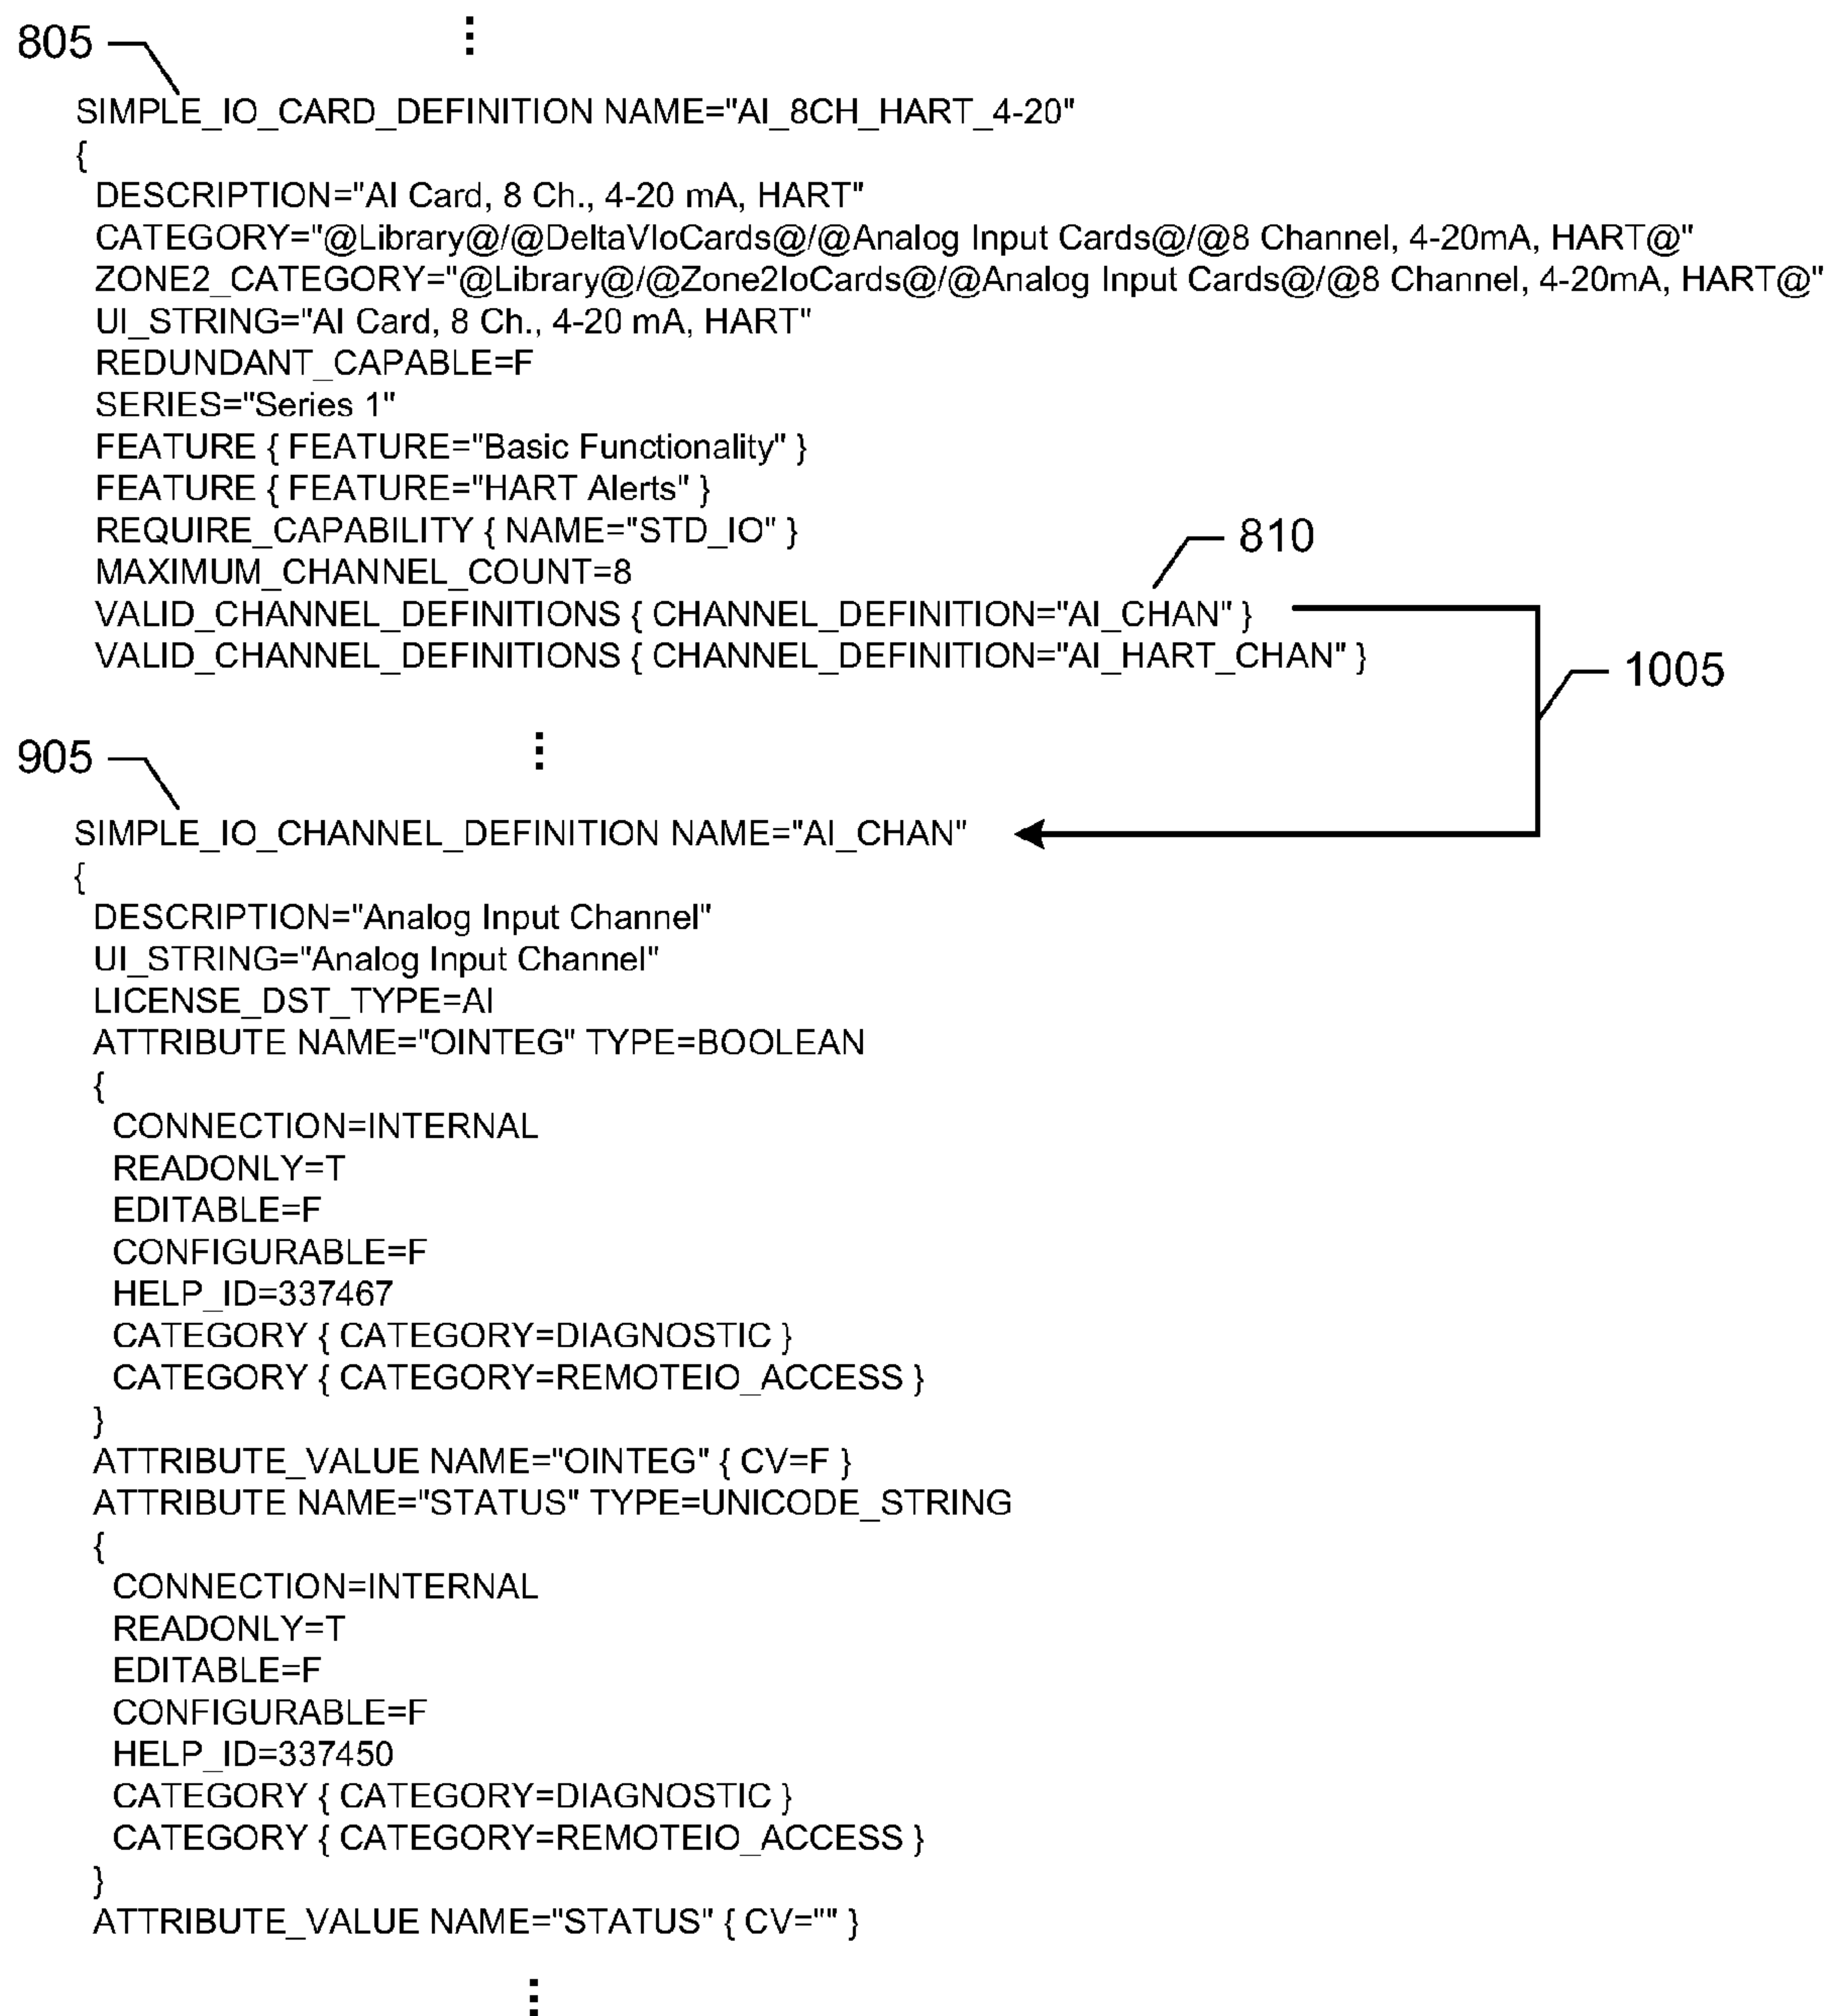 805
SIMPLE_IO_CARD_DEFINITION NAME="AI_8CH_HART_4-20"
{
DESCRIPTION="AI Card, 8 Ch., 4-20 mA, HART"
CATEGORY="@Library@/@DeltaVIoCards@/@Analog Input Cards@/@8 Channel, 4-20mA, HART@"
ZONE2_CATEGORY="@Library@/@Zone2IoCards@/@Analog Input Cards@/@8 Channel, 4-20mA, HART@"
UI_STRING="AI Card, 8 Ch., 4-20 mA, HART"
REDUNDANT_CAPABLE=F
SERIES="Series 1"
FEATURE { FEATURE="Basic Functionality" }
FEATURE { FEATURE="HART Alerts" }
REQUIRE_CAPABILITY { NAME="STD_IO" }
810
MAXIMUM_CHANNEL_COUNT=8
VALID_CHANNEL_DEFINITIONS { CHANNEL_DEFINITION="AI_CHAN" }
VALID_CHANNEL_DEFINITIONS { CHANNEL_DEFINITION="AI_HART_CHAN" }
1005
905
SIMPLE_IO_CHANNEL_DEFINITION NAME="AI_CHAN"
{
DESCRIPTION="Analog Input Channel"
UI_STRING="Analog Input Channel"
LICENSE_DST_TYPE=AI
ATTRIBUTE NAME="OINTEG" TYPE=BOOLEAN
{
CONNECTION=INTERNAL
READONLY=T
EDITABLE=F
CONFIGURABLE=F
HELP_ID=337467
CATEGORY { CATEGORY=DIAGNOSTIC }
CATEGORY { CATEGORY=REMOTEIO_ACCESS }
}
ATTRIBUTE_VALUE NAME="OINTEG" { CV=F }
ATTRIBUTE NAME="STATUS" TYPE=UNICODE_STRING
{
CONNECTION=INTERNAL
READONLY=T
EDITABLE=F
CONFIGURABLE=F
HELP_ID=337450
CATEGORY { CATEGORY=DIAGNOSTIC }
CATEGORY { CATEGORY=REMOTEIO_ACCESS }
}
ATTRIBUTE_VALUE NAME="STATUS" { CV="" }